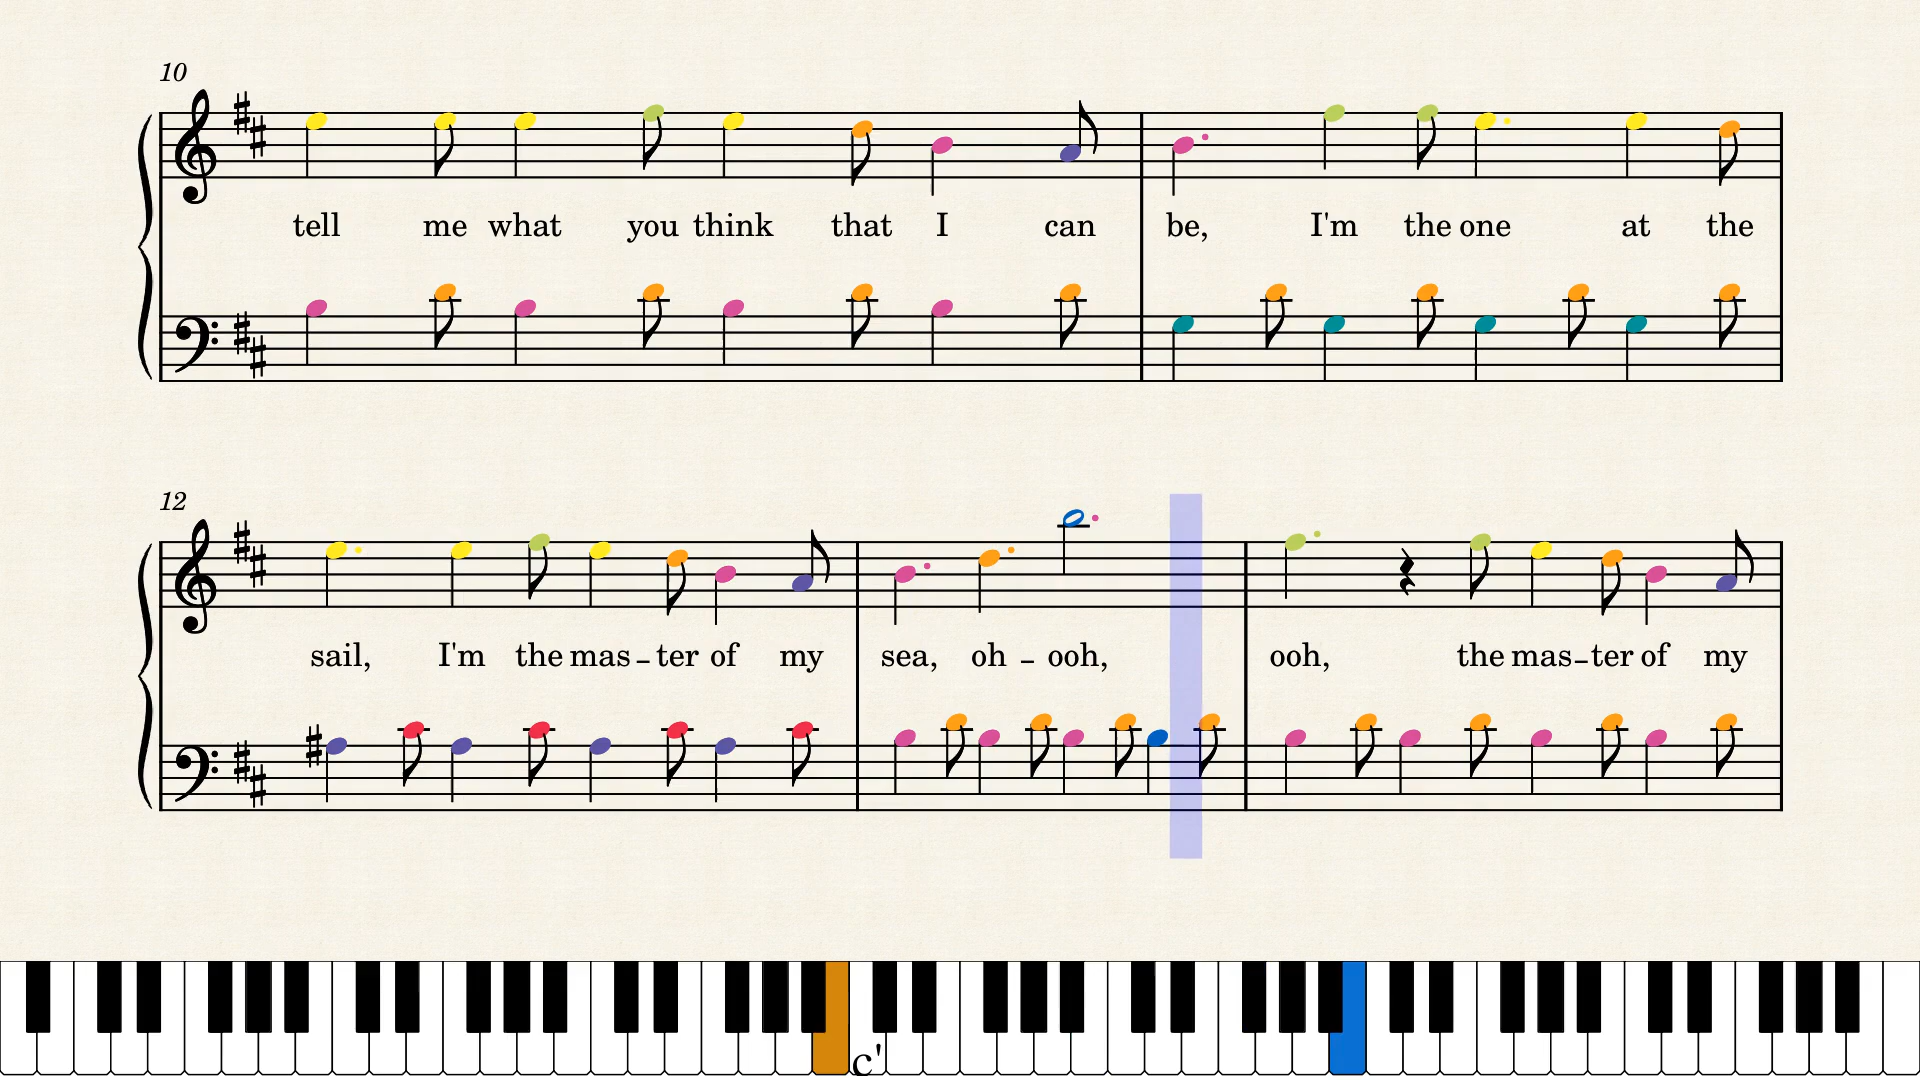 10
tell me what you think that I can be, I'm the one at the
12
sail, I'm the mas-ter of my sea, oh - ooh, ooh, the mas-ter of my
c'